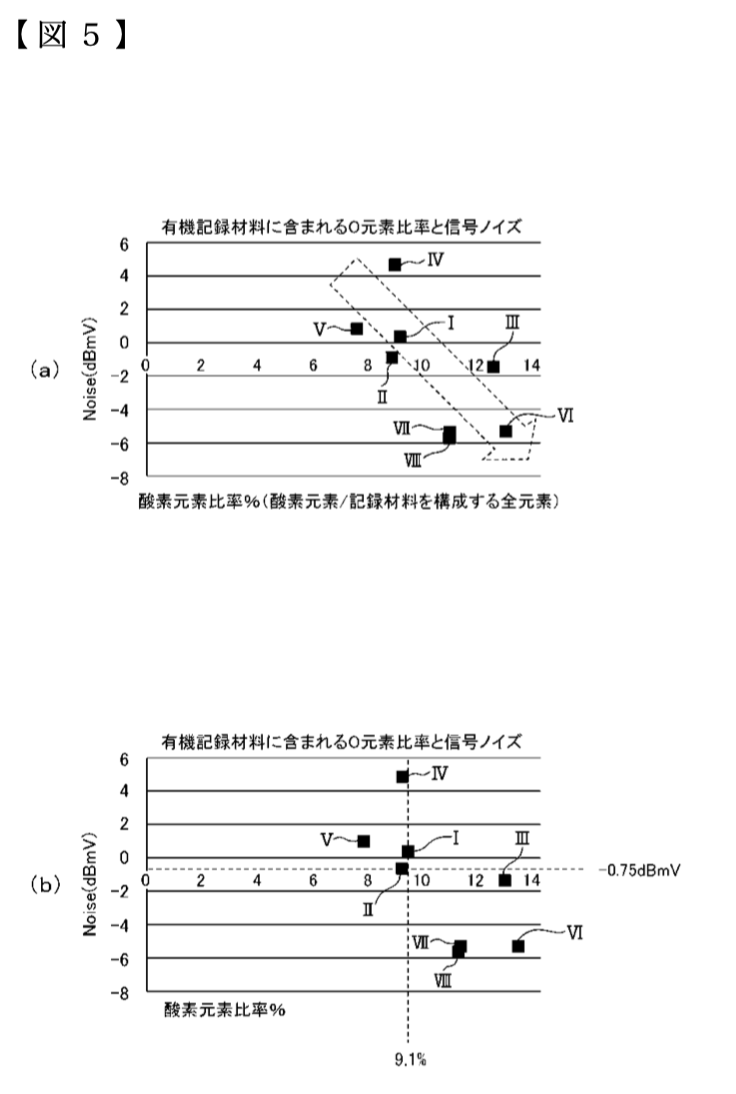 【図５】
有機記録材料に含まれるO元素比率と信号ノイズ
6
Ⅳ
4
2
Ⅴ
Ⅰ
Ⅲ
0
(a)
Noise(dBmV)
0 2 4 6 8 10 12 14
-2
Ⅱ
-4
Ⅶ
Ⅵ
-6
Ⅷ
-8
酸素元素比率%(酸素元素/記録材料を構成する全元素)
有機記録材料に含まれるO元素比率と信号ノイズ
6
Ⅳ
4
2
Ⅴ
Ⅰ
Ⅲ
0
-0.75dBmV
(b)
Noise(dBmV)
0 2 4 6 8 10 12 14
-2
Ⅱ
-4
Ⅶ
Ⅵ
-6
Ⅷ
-8
酸素元素比率%
9.1%